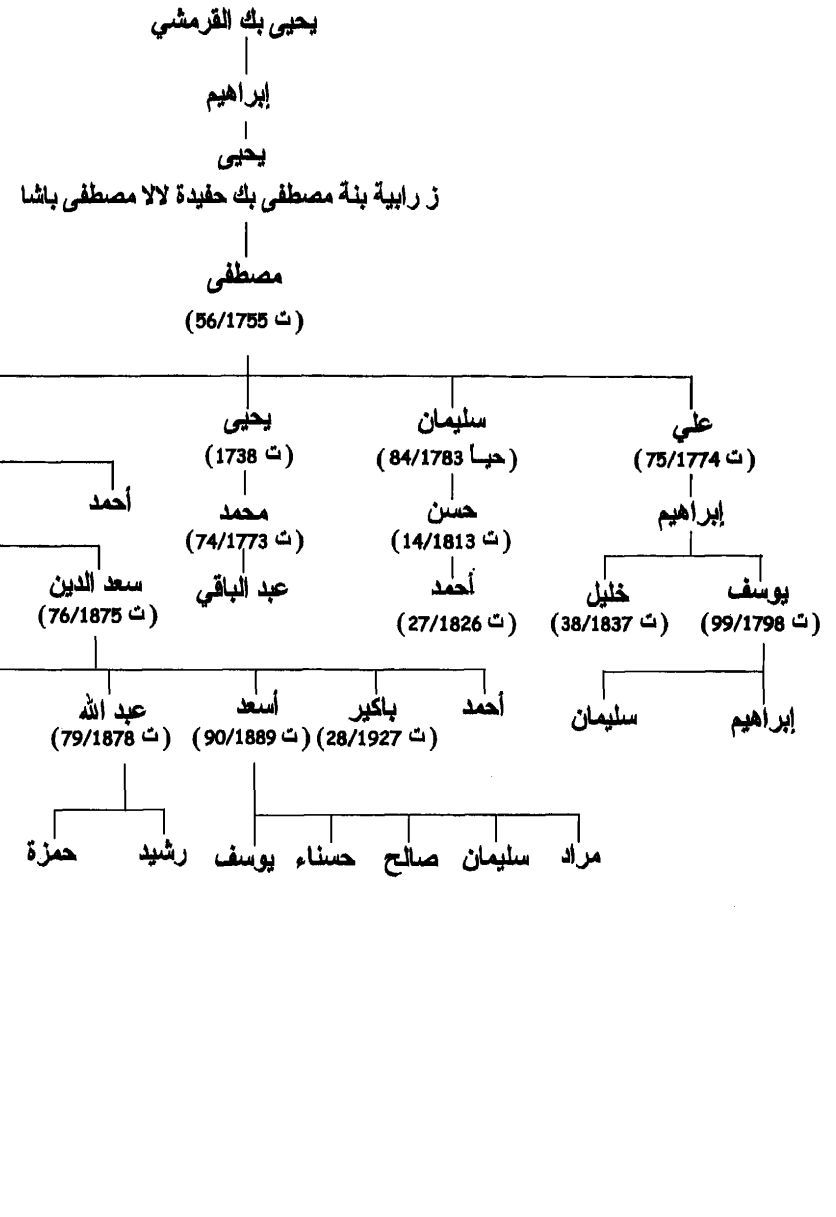 يحيى بك القرمشي
إبراهيم
يحيى
ز رابية بنة مصطفى بك حفيدة لالا مصطفى باشا
مصطفى
(ت 56/1755)
علي
سليمان
يحيى
(ت 75/1774)
(حيــاً 84/1783)
(ت 1738)
إبراهيم
حسن
محمد
أحمد
(ت 14/1813)
(ت 74/1773)
يوسف
خليل
أحمد
عبد الباقي
سعد الدين
(ت 99/1798)
(ت 38/1837)
(ت 27/1826)
(ت 76/1875)
إبراهيم
سليمان
أحمد
باكير
أسعد
عبد الله
(ت 28/1927)
(ت 90/1889)
(ت 79/1878)
مراد
سليمان
صالح
حسناء
يوسف
رشيد
حمزة